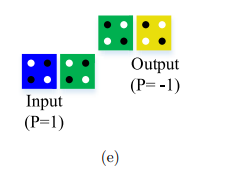 Output
(P= -1)
Input
(P=1)
(e)